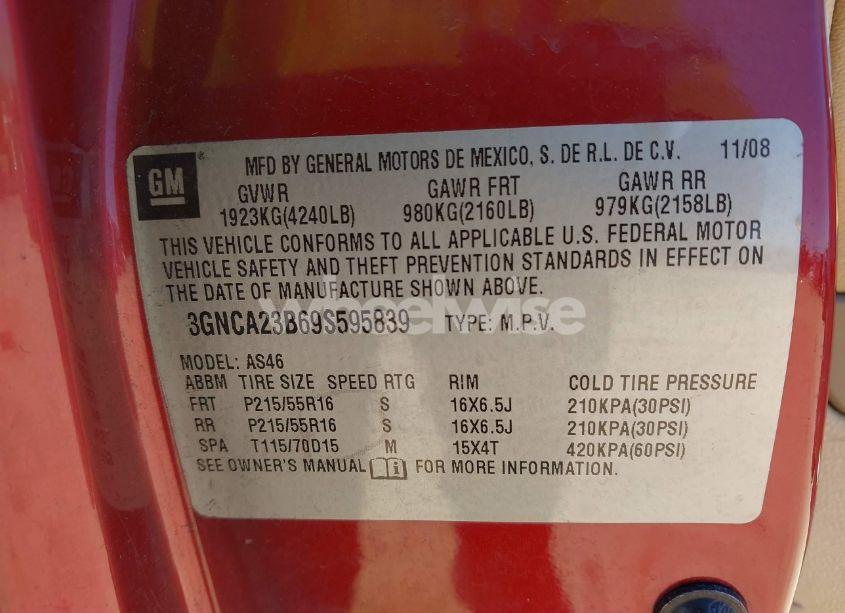 GM
MFD BY GENERAL MOTORS DE MEXICO, S. DE R.L. DE C.V. 11/08
GVWR GAWR FRT GAWR RR
1923KG(4240LB) 980KG(2160LB) 979KG(2158LB)
THIS VEHICLE CONFORMS TO ALL APPLICABLE U.S. FEDERAL MOTOR
VEHICLE SAFETY AND THEFT PREVENTION STANDARDS IN EFFECT ON
THE DATE OF MANUFACTURE SHOWN ABOVE.
WheelWise
3GNCA23B69S595839 TYPE: M.P.V.
MODEL: AS46
ABBM TIRE SIZE SPEED RTG RIM COLD TIRE PRESSURE
FRT P215/55R16 S 16X6.5J 210KPA(30PSI)
RR P215/55R16 S 16X6.5J 210KPA(30PSI)
SPA T115/70D15 M 15X4T 420KPA(60PSI)
SEE OWNER'S MANUAL i FOR MORE INFORMATION.